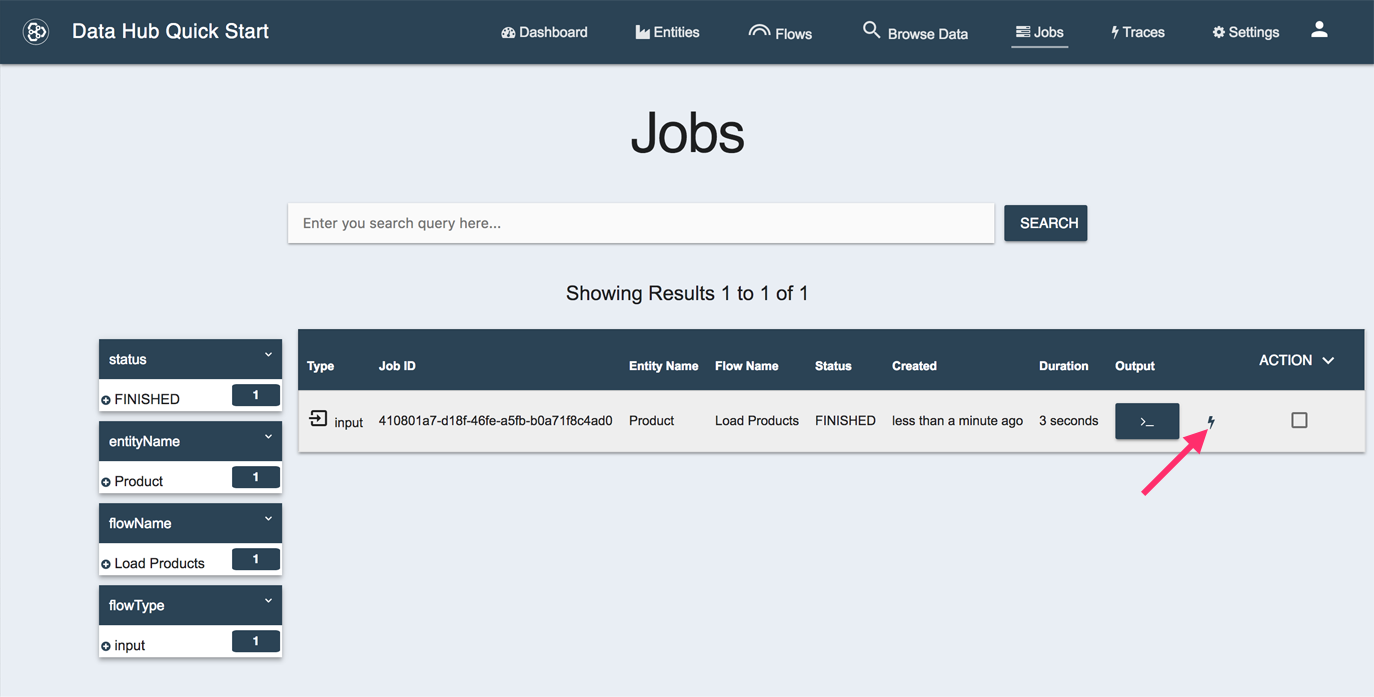 Data Hub Quick Start
Dashboard Entities Flows Browse Data Jobs Traces Settings
Jobs
Enter you search query here...
SEARCH
Showing Results 1 to 1 of 1
status
FINISHED 1
entityName
Product 1
flowName
Load Products 1
flowType
input 1
Type Job ID Entity Name Flow Name Status Created Duration Output ACTION
input 410801a7-d18f-46fe-a5fb-b0a71f8c4ad0 Product Load Products FINISHED less than a minute ago 3 seconds >_